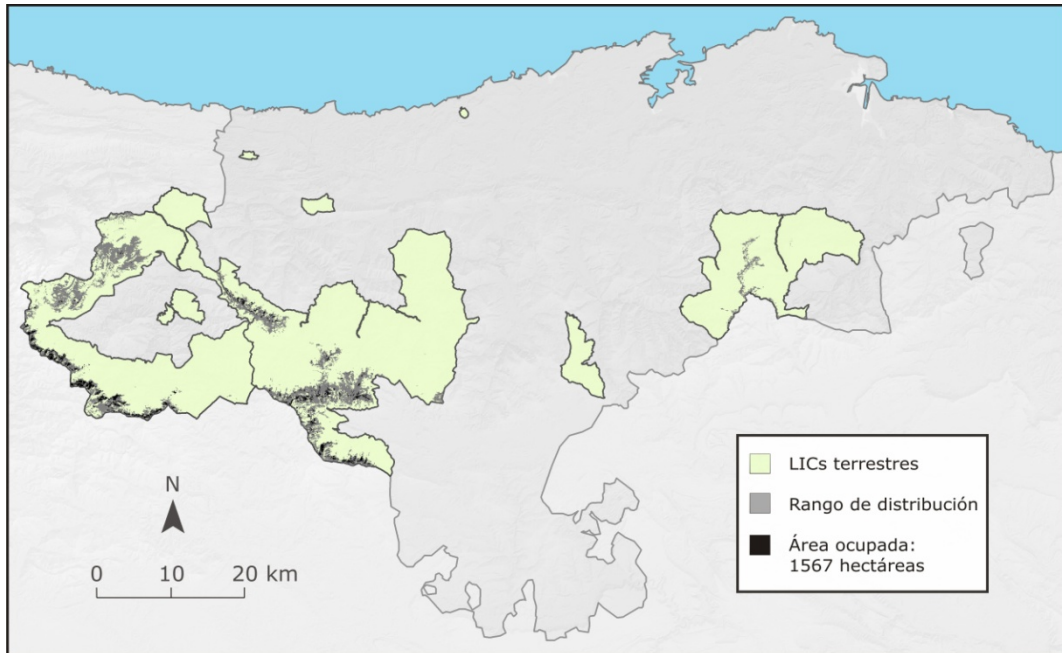 LICs terrestres
Rango de distribución
Área ocupada:
1567 hectáreas
N
0 10 20 km